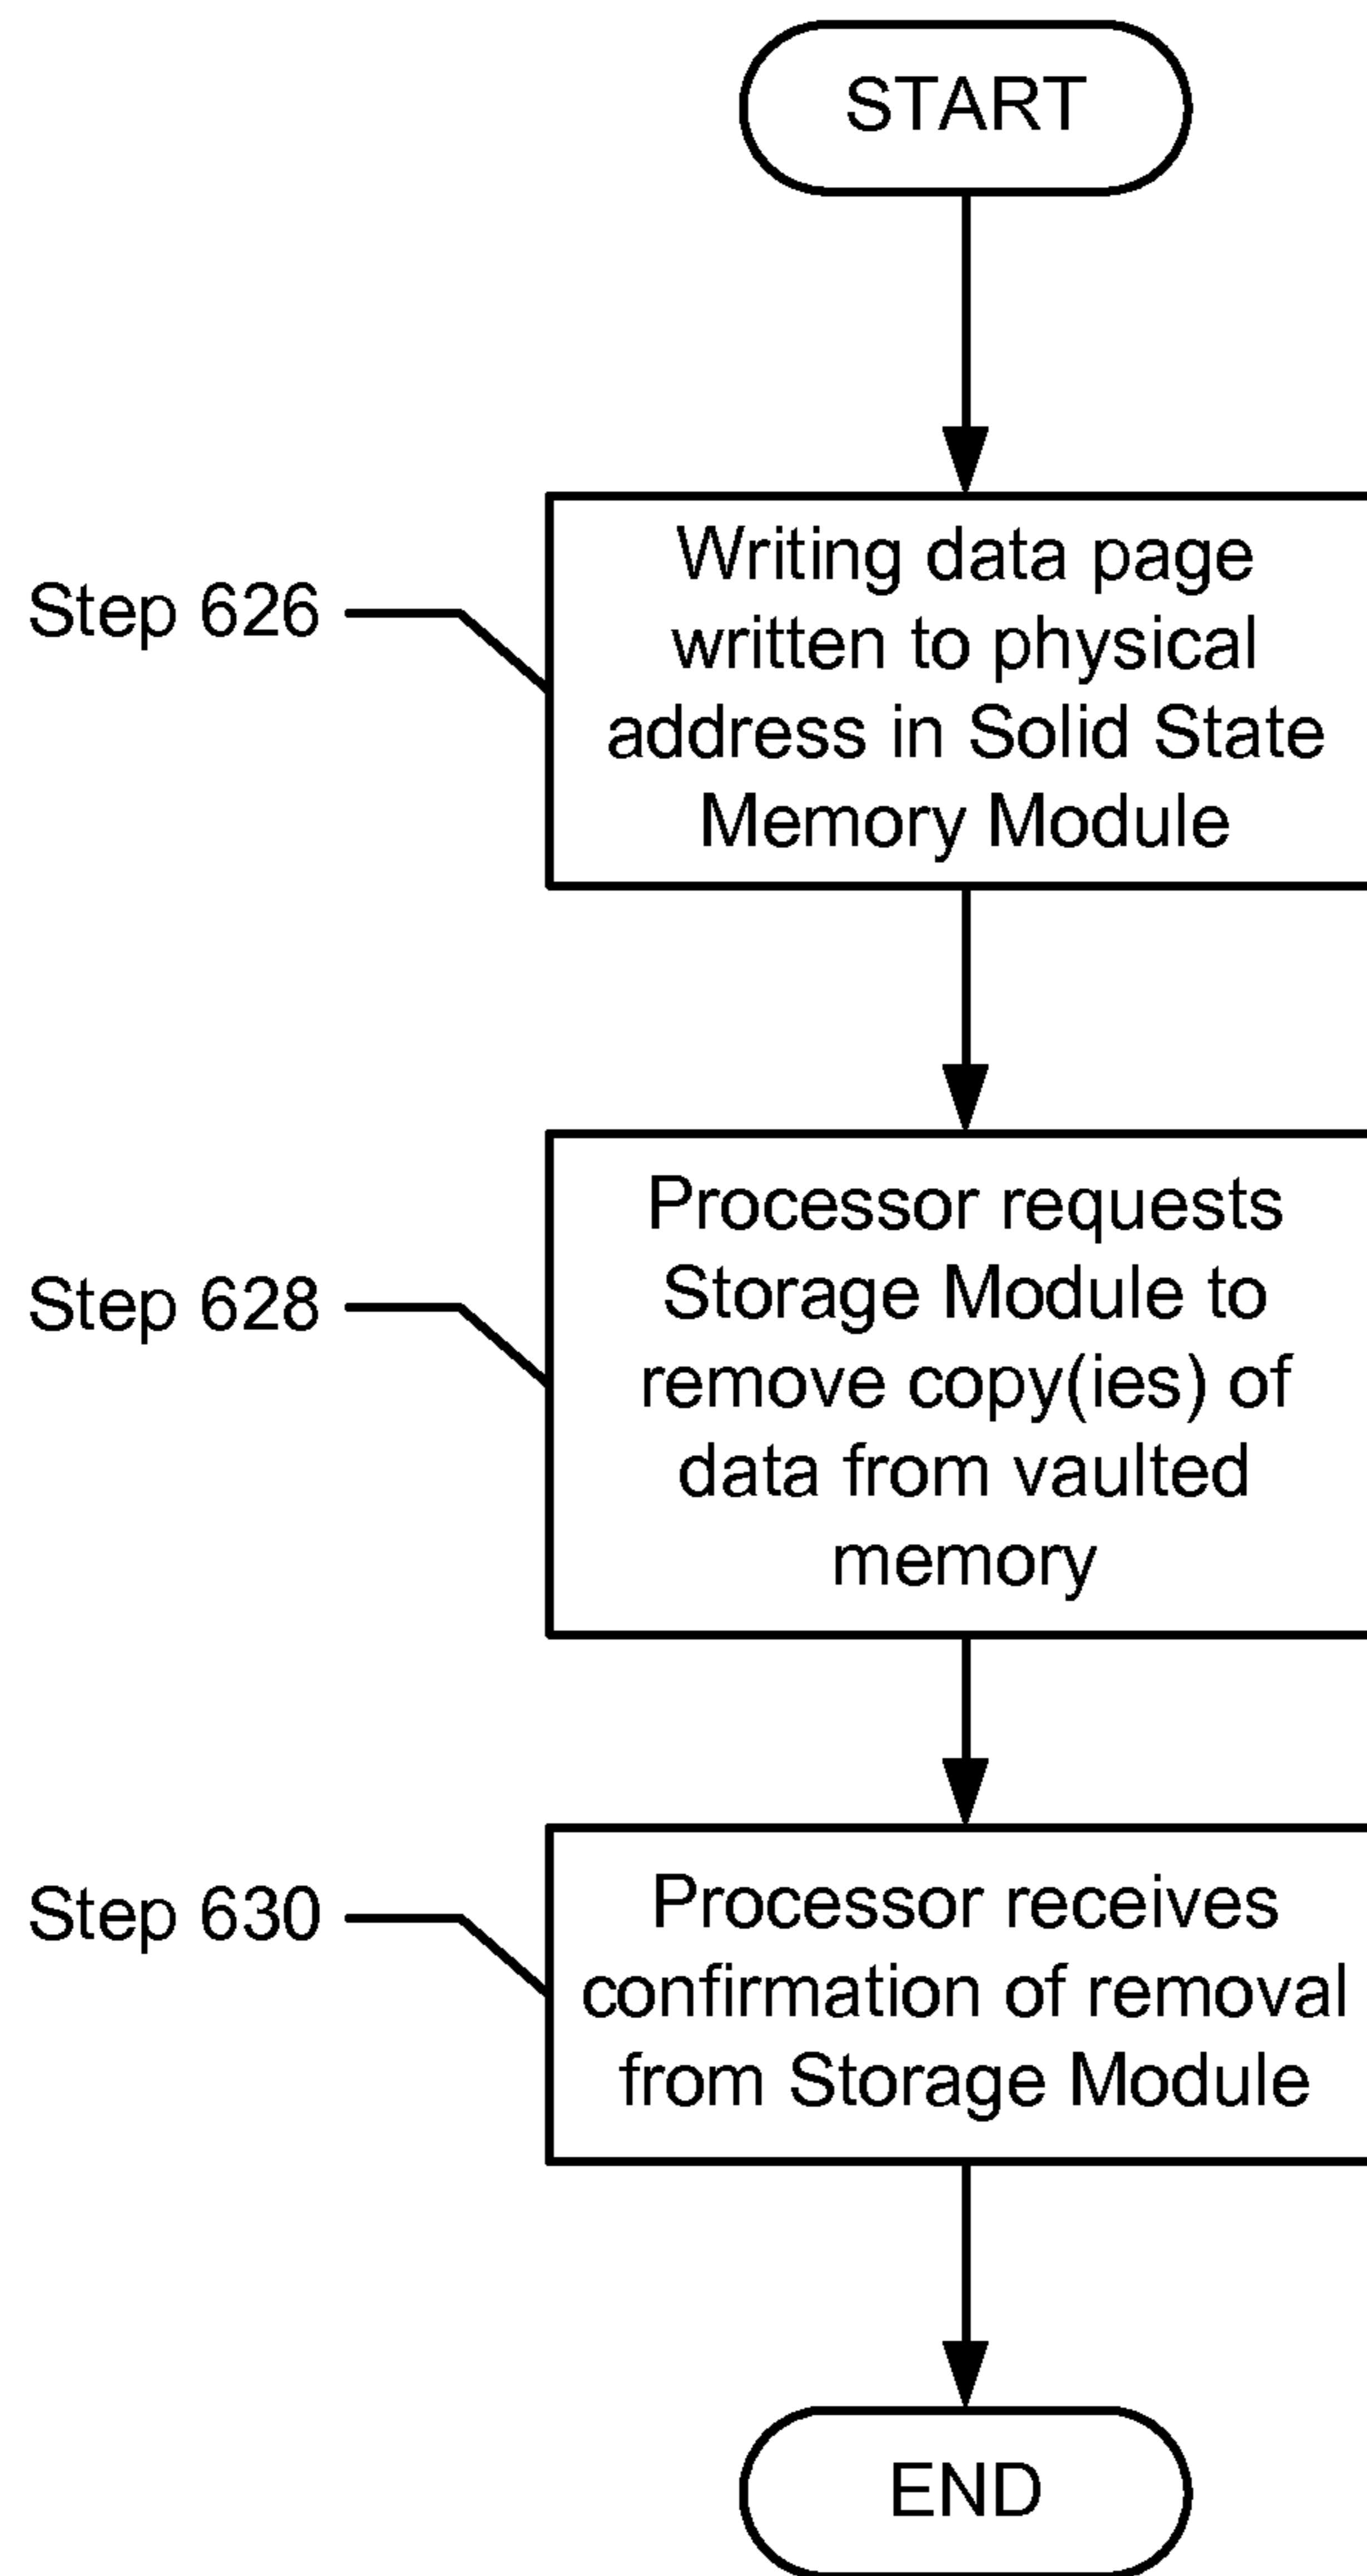 START
Step 626
Writing data page
written to physical
address in Solid State
Memory Module
Step 628
Processor requests
Storage Module to
remove copy(ies) of
data from vaulted
memory
Step 630
Processor receives
confirmation of removal
from Storage Module
END